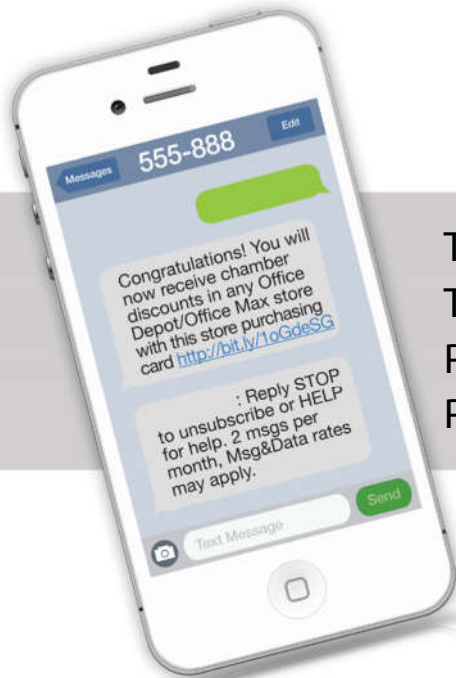 Messages
555-888
Edit
Congratulations! You will
now receive chamber
discounts in any Office
Depot/Office Max store
with this store purchasing
card http://bit.ly/1oGdeSG
: Reply STOP
to unsubscribe or HELP
for help. 2 msgs per
month, Msg&Data rates
may apply.
Text Message
Send